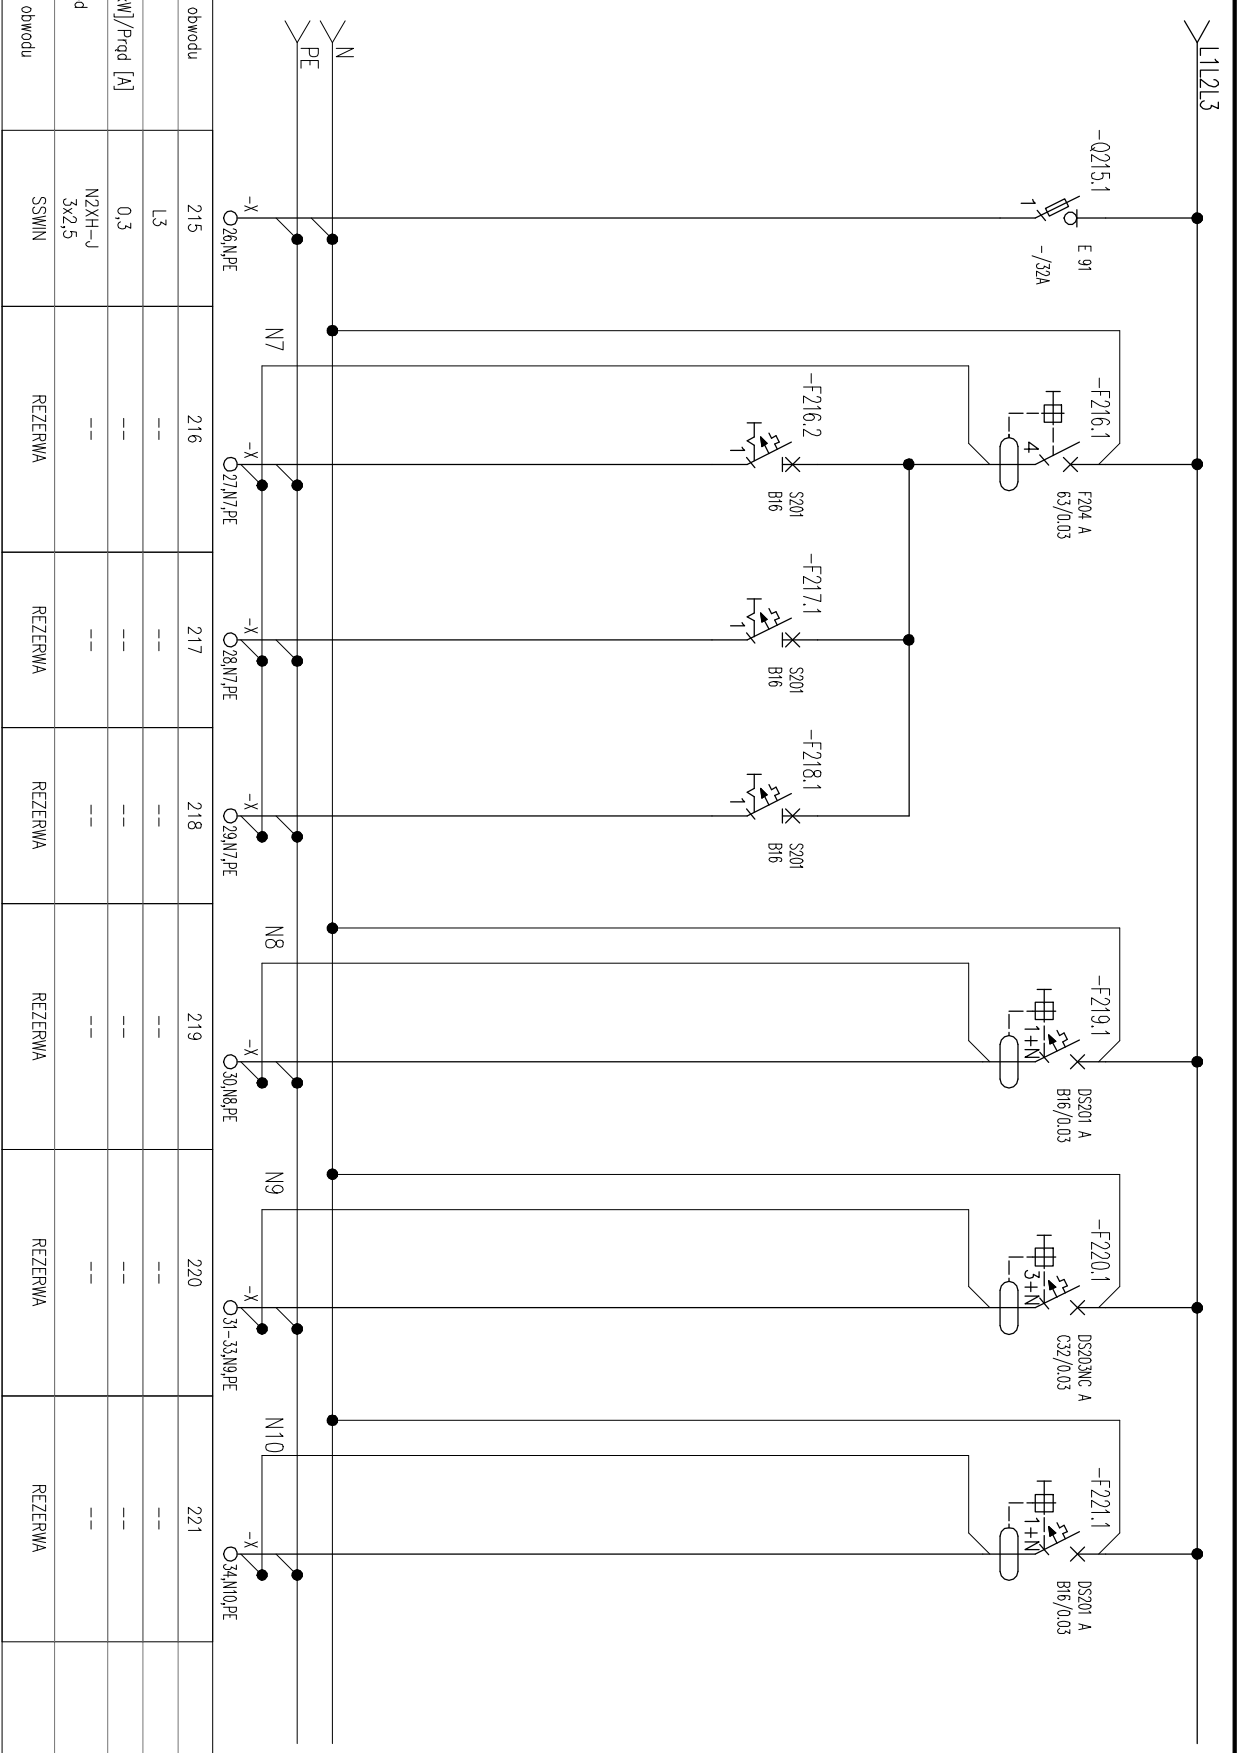 L1L2L3
-Q215.1
E 91
-/32A
1
-F216.1
F204 A
63/0.03
4
-F219.1
DS201 A
B16/0.03
1+N
-F220.1
DS203NC A
C32/0.03
3+N
-F221.1
DS201 A
B16/0.03
1+N
-F216.2
S201
B16
1
-F217.1
S201
B16
1
-F218.1
S201
B16
1
N
PE
N7
N8
N9
N10
-X
26,N,PE
-X
27,N7,PE
-X
28,N7,PE
-X
29,N7,PE
-X
30,N8,PE
-X
31-33,N9,PE
-X
34,N10,PE
obwodu
215
216
217
218
219
220
221
L3
--
--
--
--
--
--
W]/Prąd [A]
0,3
--
--
--
--
--
--
d
N2XH-J
3x2,5
--
--
--
--
--
--
obwodu
SSWIN
REZERWA
REZERWA
REZERWA
REZERWA
REZERWA
REZERWA